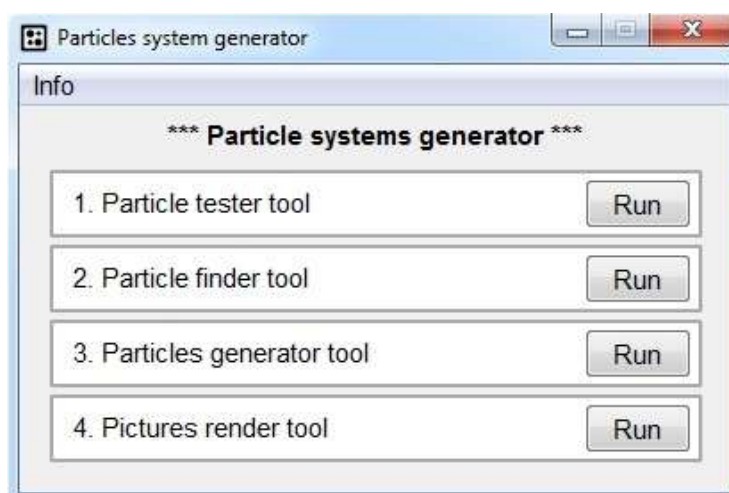 Particles system generator
Info
*** Particle systems generator ***
1. Particle tester tool Run
2. Particle finder tool Run
3. Particles generator tool Run
4. Pictures render tool Run